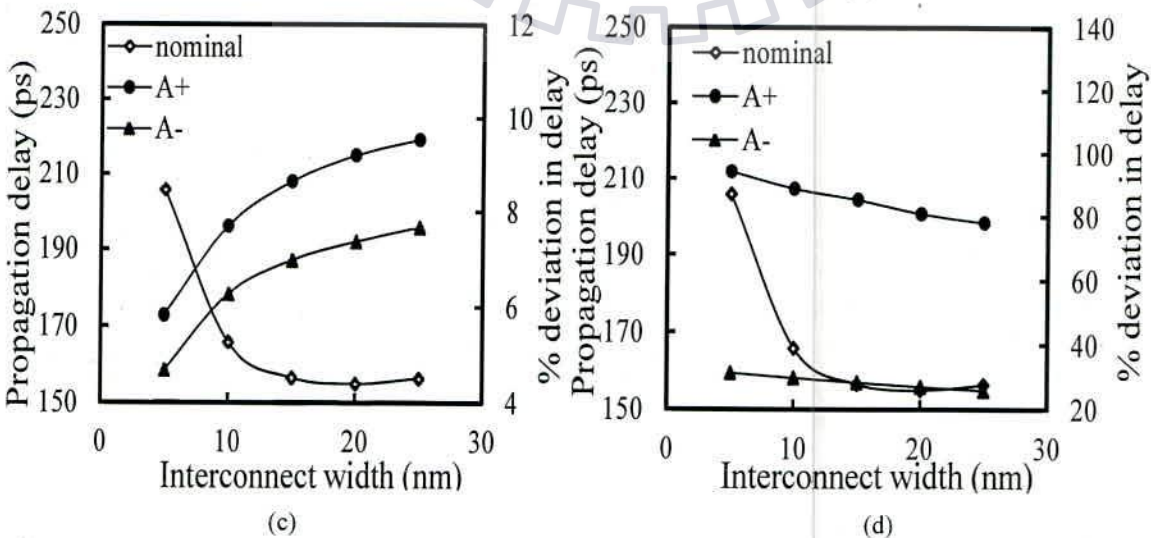 250
230
210
190
170
150
Propagation delay (ps)
nominal
A+
A-
12
10
8
6
4
% deviation in delay
0 10 20 30
Interconnect width (nm)
(c)
250
230
210
190
170
150
Propagation delay (ps)
nominal
A+
A-
140
120
100
80
60
40
20
% deviation in delay
0 10 20 30
Interconnect width (nm)
(d)